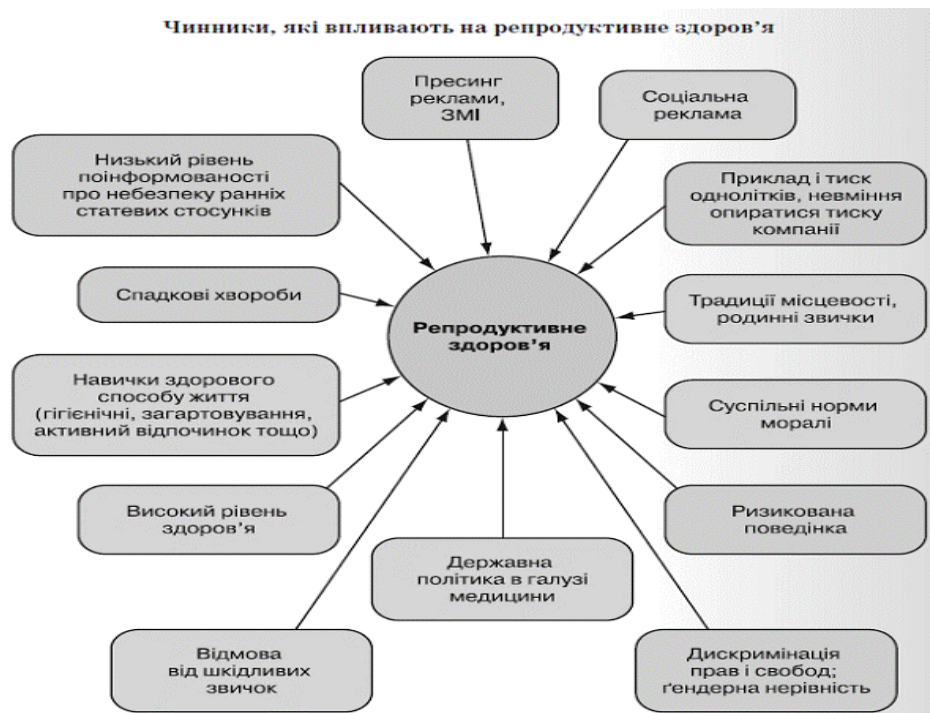 Чинники, які впливають на репродуктивне здоров’я
Пресинг
реклами,
ЗМІ
Соціальна
реклама
Низький рівень
поінформованості
про небезпеку ранніх
статевих стосунків
Приклад і тиск
однолітків, невміння
опиратися тиску
компанії
Спадкові хвороби
Традиції місцевості,
родинні звички
Репродуктивне
здоров’я
Навички здорового
способу життя
(гігієнічні, загартовування,
активний відпочинок тощо)
Суспільні норми
моралі
Високий рівень
здоров’я
Ризикована
поведінка
Державна
політика в галузі
медицини
Відмова
від шкідливих
звичок
Дискримінація
прав і свобод;
ґендерна нерівність